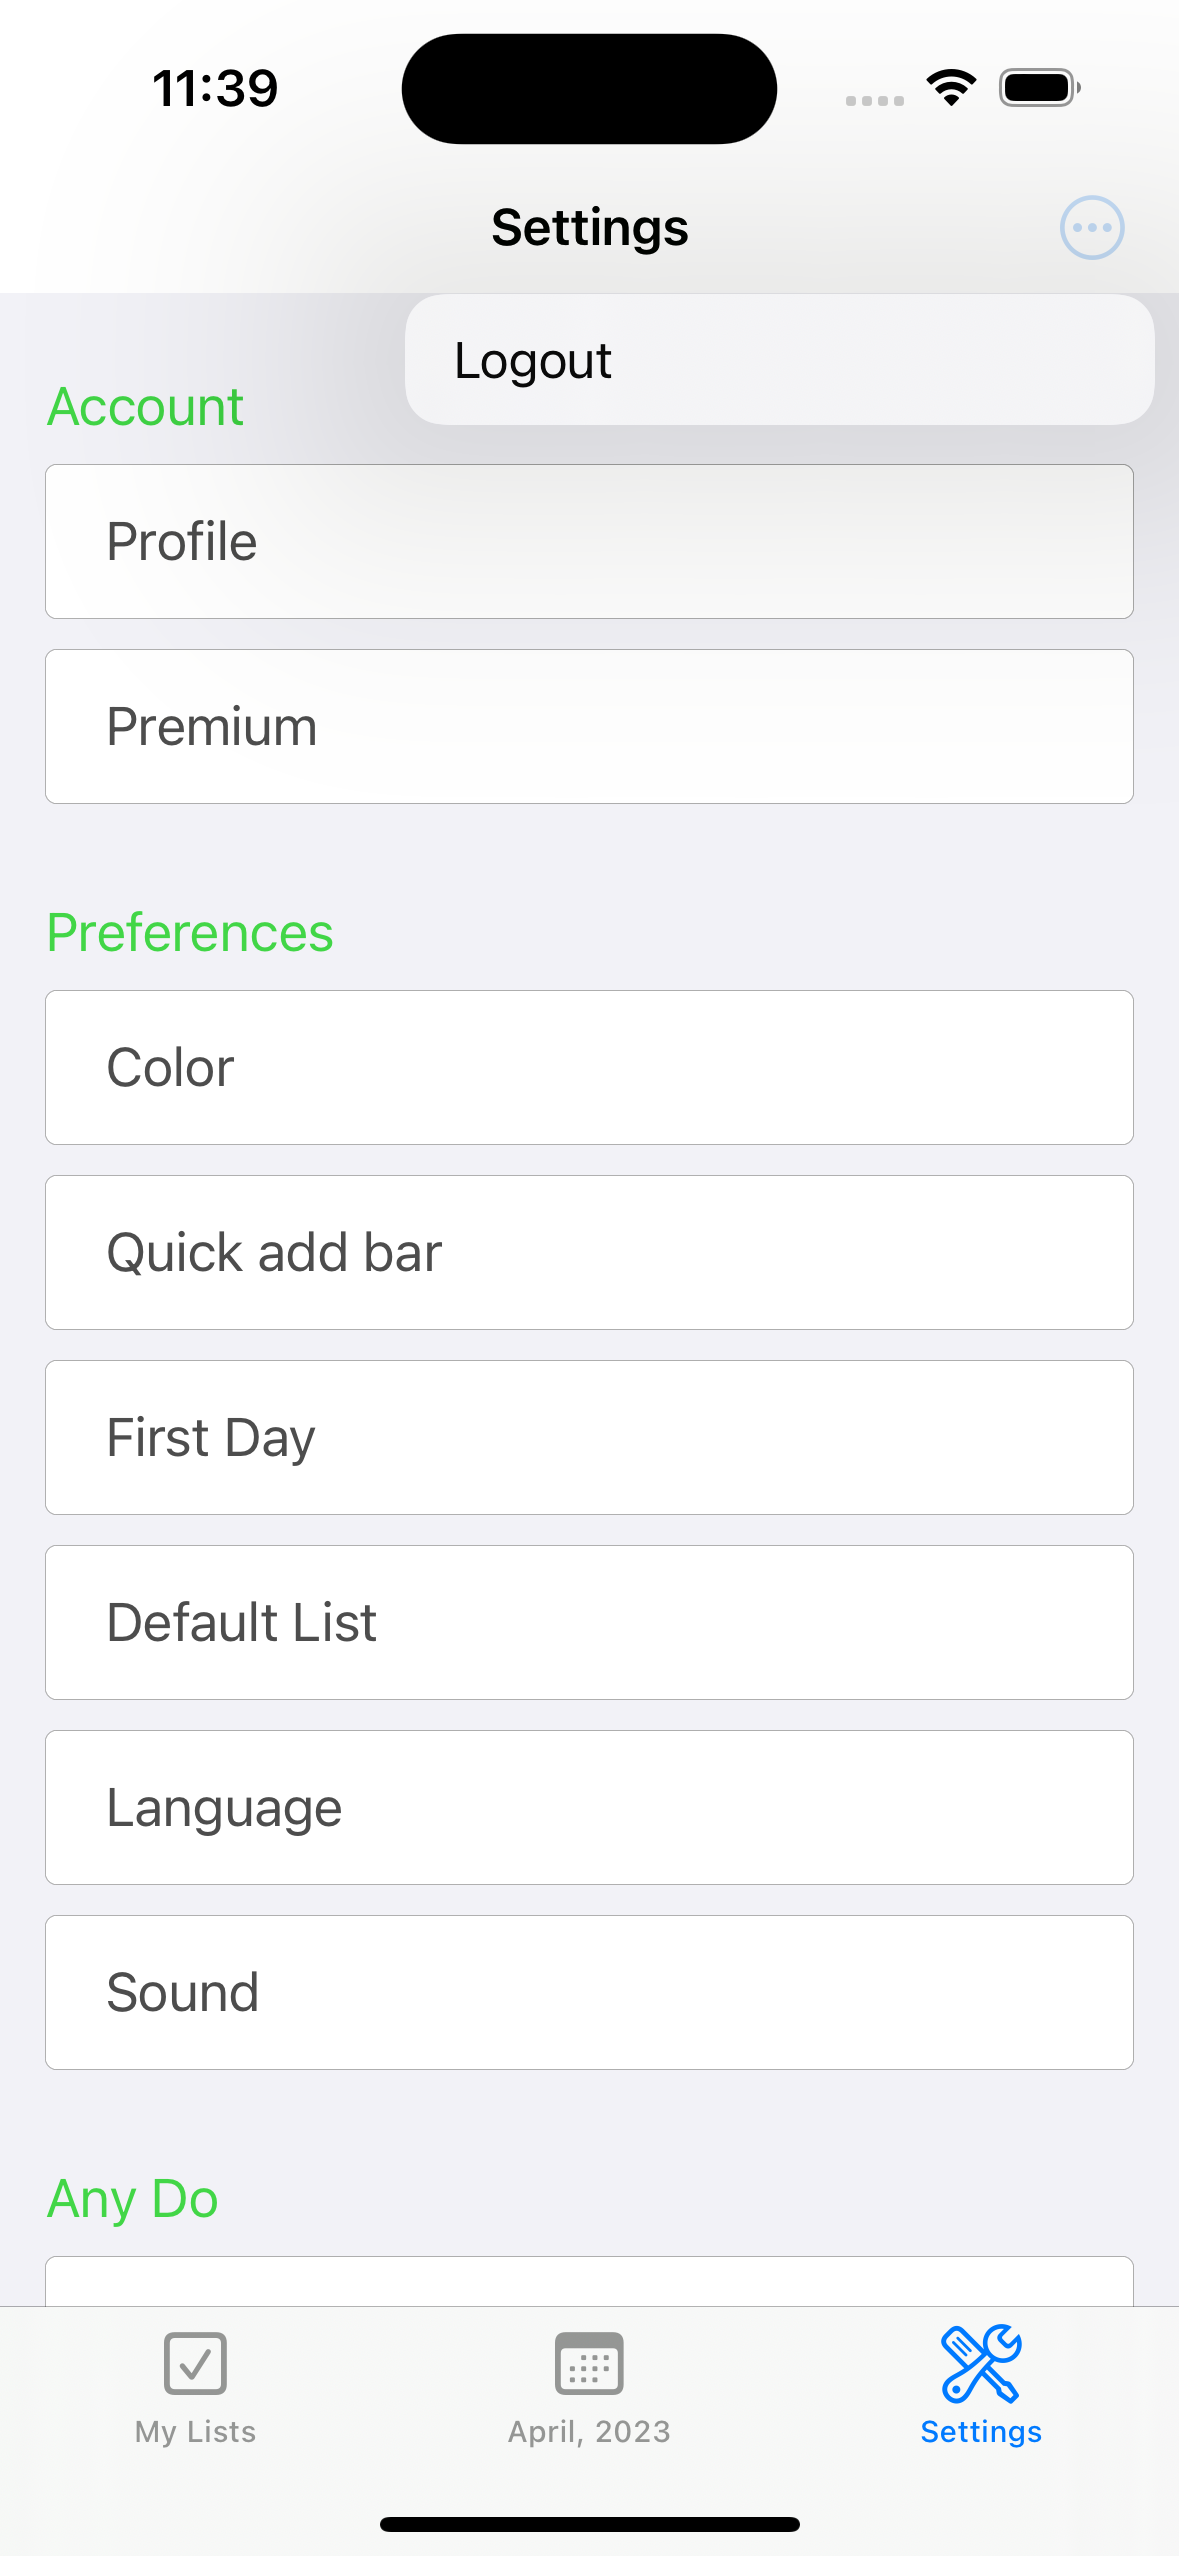 11:39
Settings
Logout
Account
Profile
Premium
Preferences
Color
Quick add bar
First Day
Default List
Language
Sound
Any Do
My Lists
April, 2023
Settings